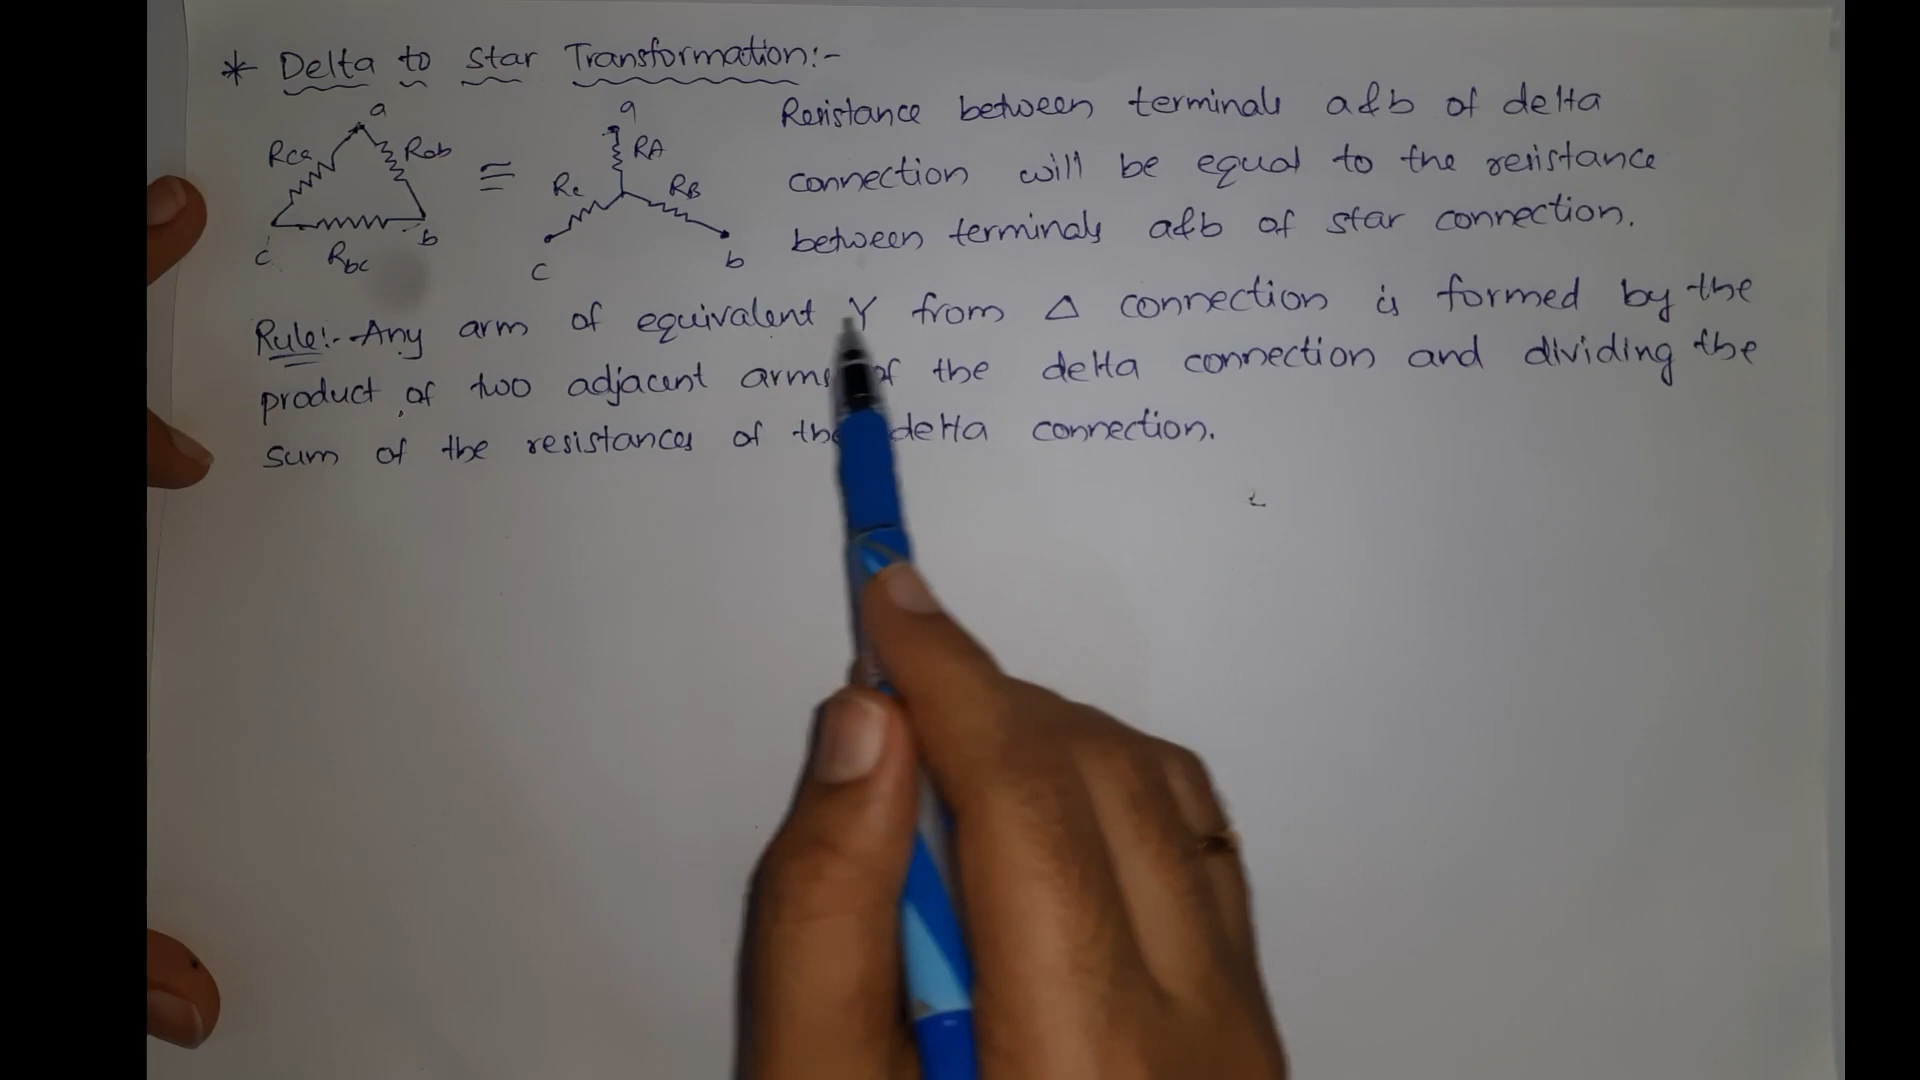 * Delta to Star Transformation:-
a
Rca
Rab
c
Rbc
b
≡
a
RA
Rc
RB
c
b
Resistance between terminals a&b of delta
connection will be equal to the resistance
between terminals a&b of star connection.
Rule:- Any arm of equivalent Y from Δ connection is formed by the
product of two adjacent arms of the delta connection and dividing the
sum of the resistances of the delta connection.